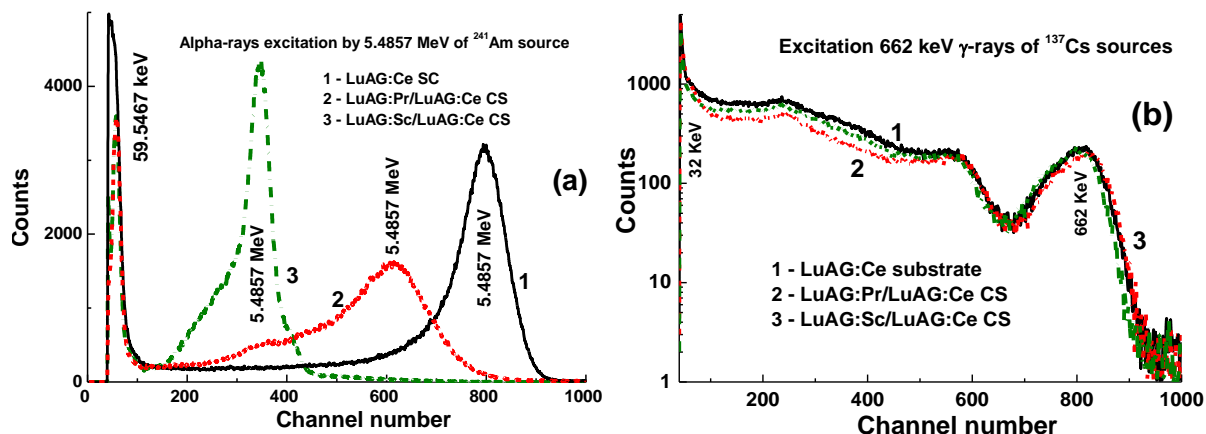 Alpha-rays excitation by 5.4857 MeV of ²⁴¹Am source
1 - LuAG:Ce SC
2 - LuAG:Pr/LuAG:Ce CS
3 - LuAG:Sc/LuAG:Ce CS
59.5467 keV
5.4857 MeV
5.4857 MeV
5.4857 MeV
3
2
1
(a)
Counts
4000
2000
0
0
200
400
600
800
1000
Channel number
Excitation 662 keV γ-rays of ¹³⁷Cs sources
(b)
32 KeV
1
2
662 KeV
3
1 - LuAG:Ce substrate
2 - LuAG:Pr/LuAG:Ce CS
3 - LuAG:Sc/LuAG:Ce CS
Counts
1000
100
10
1
200
400
600
800
1000
Channel number